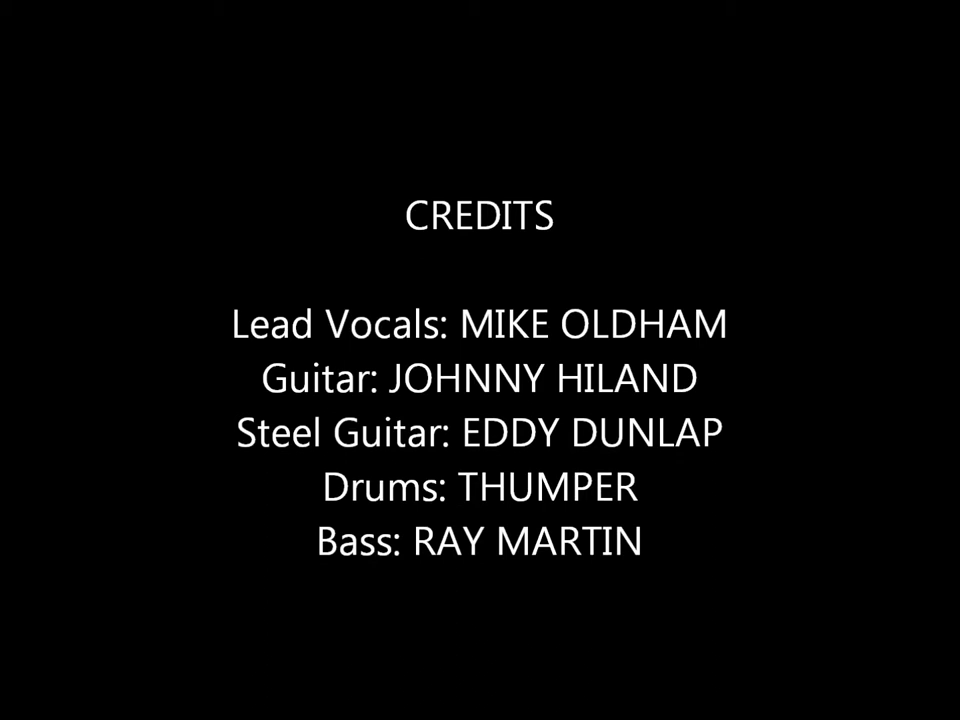 CREDITS
Lead Vocals: MIKE OLDHAM
Guitar: JOHNNY HILAND
Steel Guitar: EDDY DUNLAP
Drums: THUMPER
Bass: RAY MARTIN